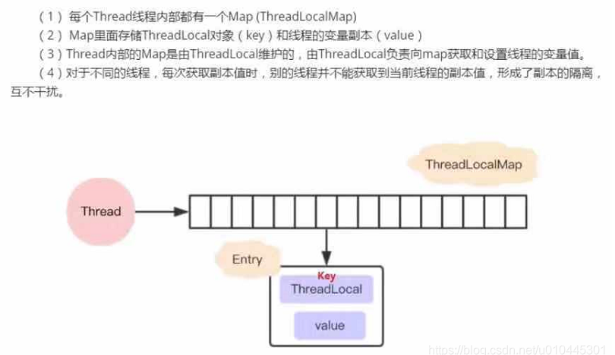 （1） 每个Thread线程内部都有一个Map (ThreadLocalMap)
（2） Map里面存储ThreadLocal对象（key）和线程的变量副本（value）
（3）Thread内部的Map是由ThreadLocal维护的，由ThreadLocal负责向map获取和设置线程的变量值。
（4）对于不同的线程，每次获取副本值时，别的线程并不能获取到当前线程的副本值，形成了副本的隔离，
互不干扰。
ThreadLocalMap
Thread
Entry
Key
ThreadLocal
value
https://blog.csdn.net/u010445301